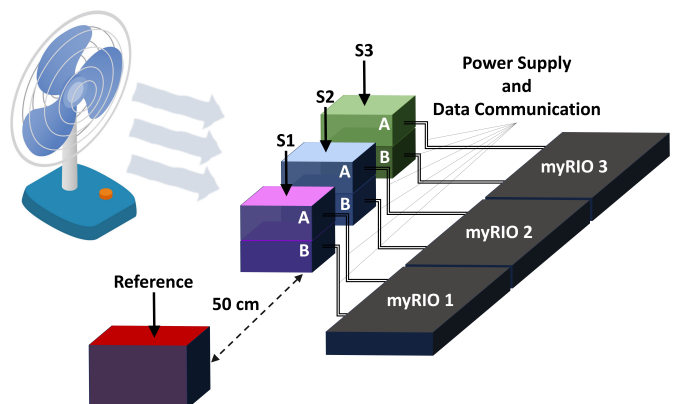 S3
Power Supply
and
Data Communication
S2
S1
A
B
A
B
A
B
myRIO 3
myRIO 2
myRIO 1
Reference
50 cm